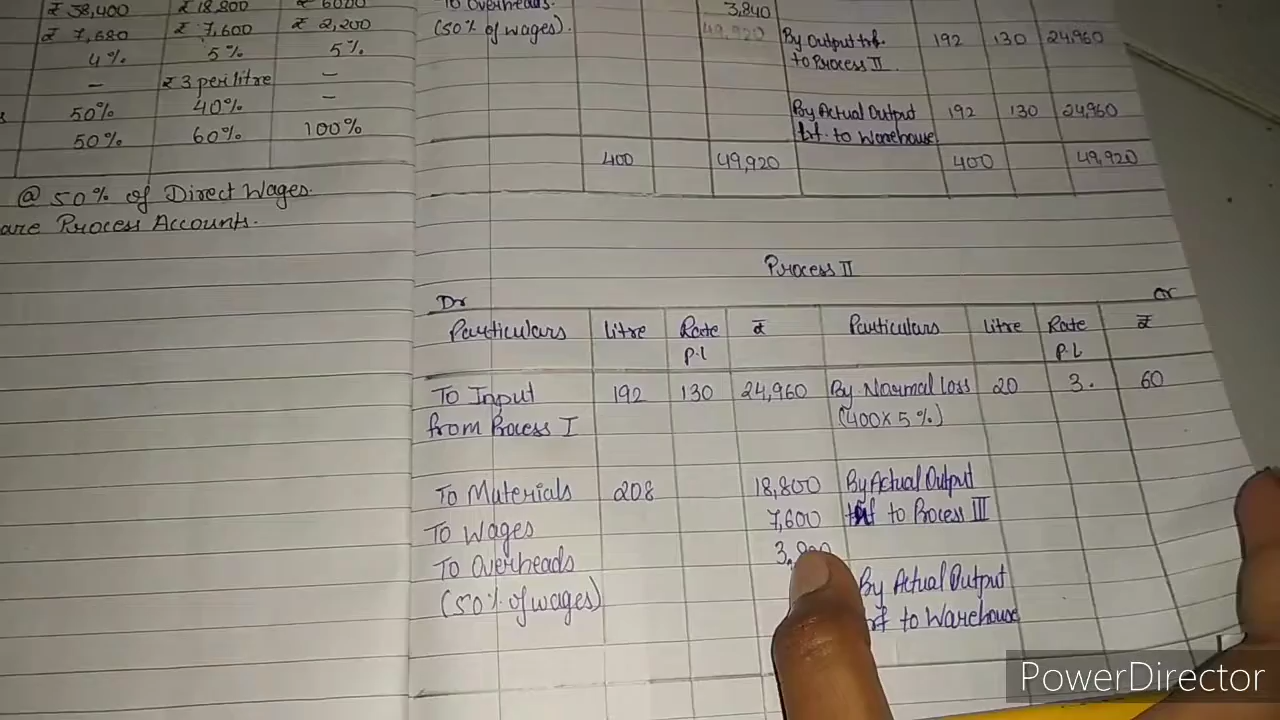 ₹ 38,400 ₹ 18,800 ₹ 6000
₹ 7,680 ₹ 7,600 ₹ 2,200
4% 5% 5%
– ₹3 per litre –
50% 40% –
50% 60% 100%
@ 50% of Direct Wages.
are Process Accounts.
To Overheads. 3,840
(50% of wages). 49,920 By Output trf. 192 130 24,960
to Process II.
By Actual Output 192 130 24,960
trf. to Warehouse
400 49,920 400 49,920
Process II
Dr Cr
Particulars litre Rate ₹ Particulars Litre Rate ₹
p.l P.L
To Input 192 130 24,960 By Normal loss 20 3. 60
from Process I (400×5%)
To Materials 208 18,800 By Actual Output
To Wages 7,600 trf to Process III
To Overheads
(50% of wages) By Actual Output
trf to Warehouse
PowerDirector